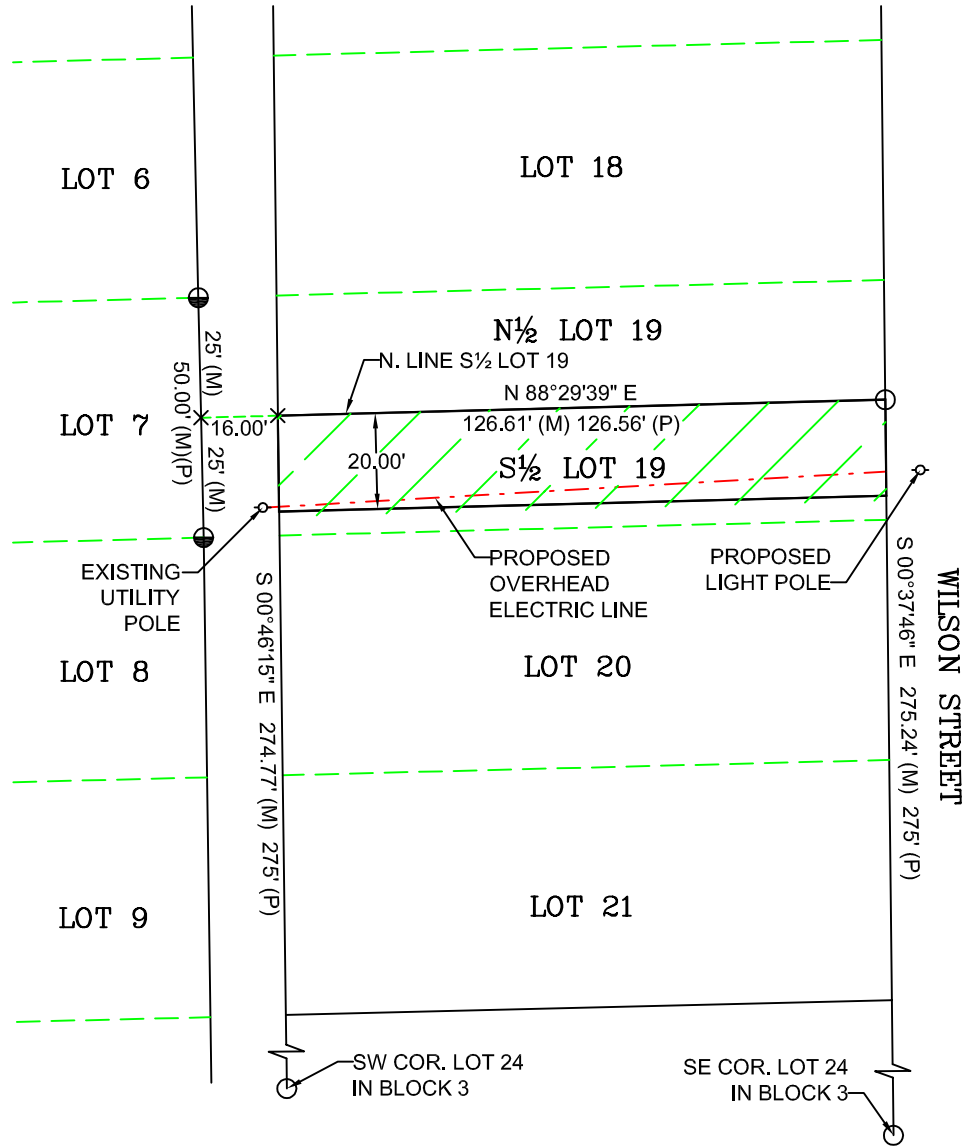 LOT 6
LOT 18
N½ LOT 19
N. LINE S½ LOT 19
25' (M)
50.00' (M)(P)
LOT 7
16.00'
25' (M)
N 88°29'39" E
126.61' (M) 126.56' (P)
20.00'
S½ LOT 19
EXISTING
UTILITY
POLE
PROPOSED
OVERHEAD
ELECTRIC LINE
PROPOSED
LIGHT POLE
S 00°46'15" E 274.77' (M) 275' (P)
S 00°37'46" E 275.24' (M) 275' (P)
WILSON STREET
LOT 8
LOT 20
LOT 9
LOT 21
SW COR. LOT 24
IN BLOCK 3
SE COR. LOT 24
IN BLOCK 3